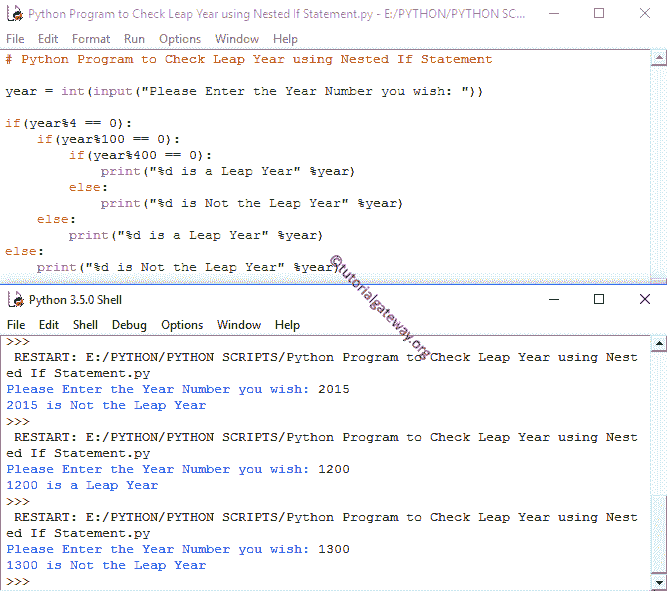 Python Program to Check Leap Year using Nested If Statement.py - E:/PYTHON/PYTHON SC...
File Edit Format Run Options Window Help
# Python Program to Check Leap Year using Nested If Statement
year = int(input("Please Enter the Year Number you wish: "))
if(year%4 == 0):
    if(year%100 == 0):
        if(year%400 == 0):
            print("%d is a Leap Year" %year)
        else:
            print("%d is Not the Leap Year" %year)
    else:
        print("%d is a Leap Year" %year)
else:
    print("%d is Not the Leap Year" %year)
©tutorialgateway.org
Python 3.5.0 Shell
File Edit Shell Debug Options Window Help
>>>
 RESTART: E:/PYTHON/PYTHON SCRIPTS/Python Program to Check Leap Year using Nest
ed If Statement.py
Please Enter the Year Number you wish: 2015
2015 is Not the Leap Year
>>>
 RESTART: E:/PYTHON/PYTHON SCRIPTS/Python Program to Check Leap Year using Nest
ed If Statement.py
Please Enter the Year Number you wish: 1200
1200 is a Leap Year
>>>
 RESTART: E:/PYTHON/PYTHON SCRIPTS/Python Program to Check Leap Year using Nest
ed If Statement.py
Please Enter the Year Number you wish: 1300
1300 is Not the Leap Year
>>>